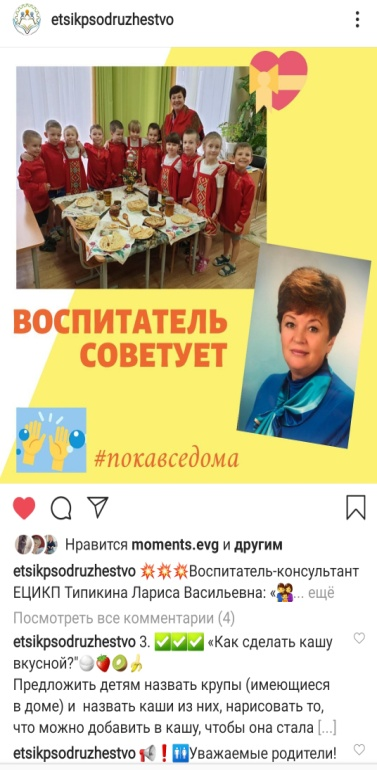 etsikpsodruzhestvo
ВОСПИТАТЕЛЬ
СОВЕТУЕТ
#покавседома
Нравится moments.evg и другим
etsikpsodruzhestvo 💥💥💥Воспитатель-консультант
ЕЦИКП Типикина Лариса Васильевна: «👨‍👩‍👧... ещё
Посмотреть все комментарии (4)
etsikpsodruzhestvo 3. ✅✅✅ «Как сделать кашу
вкусной?"🍚🍓🥝🍌
Предложить детям назвать крупы (имеющиеся
в доме) и назвать каши из них, нарисовать то,
что можно добавить в кашу, чтобы она стала [...]
etsikpsodruzhestvo 📢❗🚻Уважаемые родители!